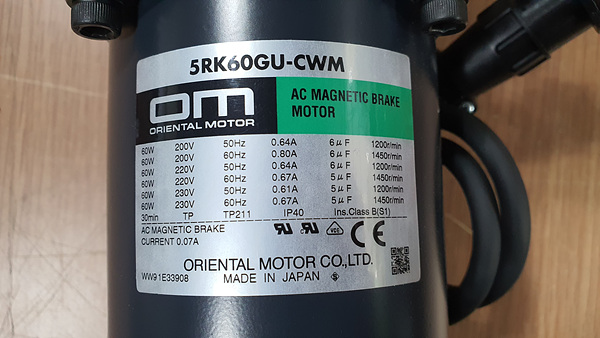 5RK60GU-CWM
OM
ORIENTAL MOTOR
AC MAGNETIC BRAKE
MOTOR
60W 200V 50Hz 0.64A 6μF 1200r/min
60W 200V 60Hz 0.80A 6μF 1450r/min
60W 220V 50Hz 0.64A 6μF 1200r/min
60W 220V 60Hz 0.67A 5μF 1450r/min
60W 230V 50Hz 0.61A 5μF 1200r/min
60W 230V 60Hz 0.67A 5μF 1450r/min
30min TP TP211 IP40 Ins.Class B(S1)
AC MAGNETIC BRAKE
CURRENT 0.07A
VDE CE
ORIENTAL MOTOR CO.,LTD.
WW91E33908 MADE IN JAPAN